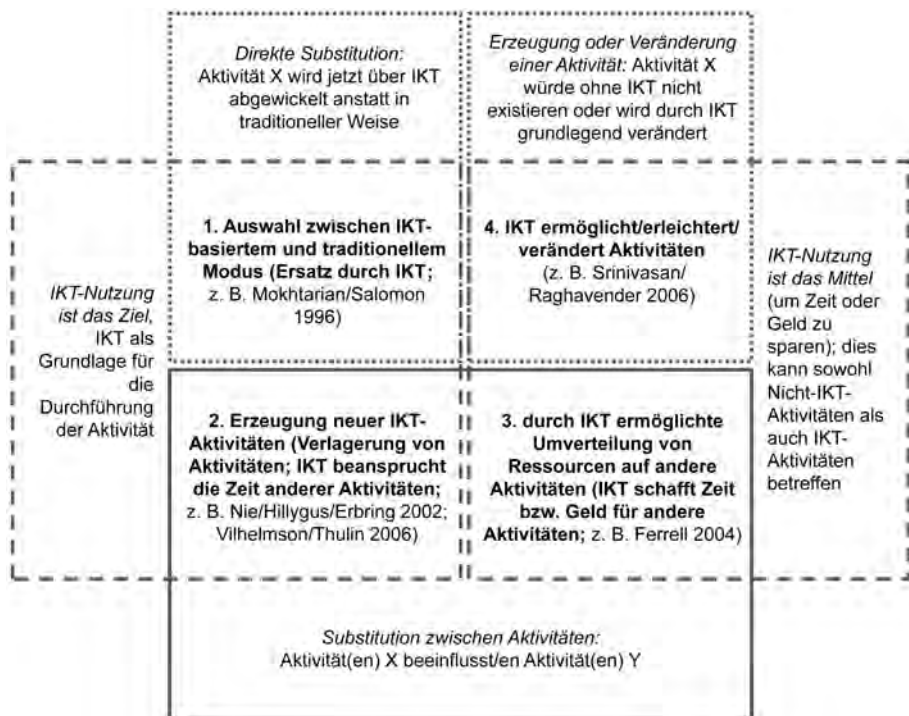 Direkte Substitution:
Aktivität X wird jetzt über IKT
abgewickelt anstatt in
traditioneller Weise
Erzeugung oder Veränderung
einer Aktivität: Aktivität X
würde ohne IKT nicht
existieren oder wird durch IKT
grundlegend verändert
IKT-Nutzung
ist das Ziel,
IKT als
Grundlage für
die
Durchführung
der Aktivität
1. Auswahl zwischen IKT-
basiertem und traditionellem
Modus (Ersatz durch IKT;
z. B. Mokhtarian/Salomon
1996)
4. IKT ermöglicht/erleichtert/
verändert Aktivitäten
(z. B. Srinivasan/
Raghavender 2006)
IKT-Nutzung
ist das Mittel
(um Zeit oder
Geld zu
sparen); dies
kann sowohl
Nicht-IKT-
Aktivitäten als
auch IKT-
Aktivitäten
betreffen
2. Erzeugung neuer IKT-
Aktivitäten (Verlagerung von
Aktivitäten; IKT beansprucht
die Zeit anderer Aktivitäten;
z. B. Nie/Hillygus/Erbring 2002;
Vilhelmson/Thulin 2006)
3. durch IKT ermöglichte
Umverteilung von
Ressourcen auf andere
Aktivitäten (IKT schafft Zeit
bzw. Geld für andere
Aktivitäten; z. B. Ferrell 2004)
Substitution zwischen Aktivitäten:
Aktivität(en) X beeinflusst/en Aktivität(en) Y